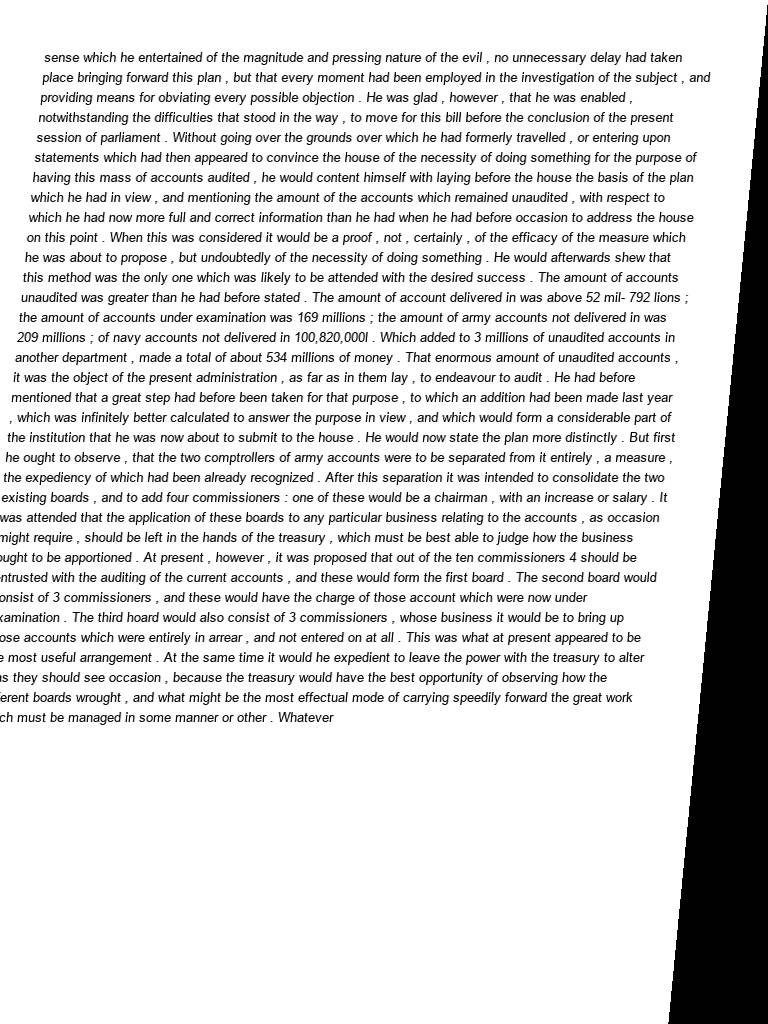 sense which he entertained of the magnitude and pressing nature of the evil , no unnecessary delay had taken
place bringing forward this plan , but that every moment had been employed in the investigation of the subject , and
providing means for obviating every possible objection . He was glad , however , that he was enabled ,
notwithstanding the difficulties that stood in the way , to move for this bill before the conclusion of the present
session of parliament . Without going over the grounds over which he had formerly travelled , or entering upon
statements which had then appeared to convince the house of the necessity of doing something for the purpose of
having this mass of accounts audited , he would content himself with laying before the house the basis of the plan
which he had in view , and mentioning the amount of the accounts which remained unaudited , with respect to
which he had now more full and correct information than he had when he had before occasion to address the house
on this point . When this was considered it would be a proof , not , certainly , of the efficacy of the measure which
he was about to propose , but undoubtedly of the necessity of doing something . He would afterwards shew that
this method was the only one which was likely to be attended with the desired success . The amount of accounts
unaudited was greater than he had before stated . The amount of account delivered in was above 52 mil- 792 lions ;
the amount of accounts under examination was 169 millions ; the amount of army accounts not delivered in was
209 millions ; of navy accounts not delivered in 100,820,000l . Which added to 3 millions of unaudited accounts in
another department , made a total of about 534 millions of money . That enormous amount of unaudited accounts ,
it was the object of the present administration , as far as in them lay , to endeavour to audit . He had before
mentioned that a great step had before been taken for that purpose , to which an addition had been made last year
, which was infinitely better calculated to answer the purpose in view , and which would form a considerable part of
the institution that he was now about to submit to the house . He would now state the plan more distinctly . But first
he ought to observe , that the two comptrollers of army accounts were to be separated from it entirely , a measure ,
the expediency of which had been already recognized . After this separation it was intended to consolidate the two
existing boards , and to add four commissioners : one of these would be a chairman , with an increase or salary . It
was attended that the application of these boards to any particular business relating to the accounts , as occasion
might require , should be left in the hands of the treasury , which must be best able to judge how the business
ought to be apportioned . At present , however , it was proposed that out of the ten commissioners 4 should be
ntrusted with the auditing of the current accounts , and these would form the first board . The second board would
onsist of 3 commissioners , and these would have the charge of those account which were now under
xamination . The third hoard would also consist of 3 commissioners , whose business it would be to bring up
ose accounts which were entirely in arrear , and not entered on at all . This was what at present appeared to be
e most useful arrangement . At the same time it would he expedient to leave the power with the treasury to alter
as they should see occasion , because the treasury would have the best opportunity of observing how the
erent boards wrought , and what might be the most effectual mode of carrying speedily forward the great work
ch must be managed in some manner or other . Whatever